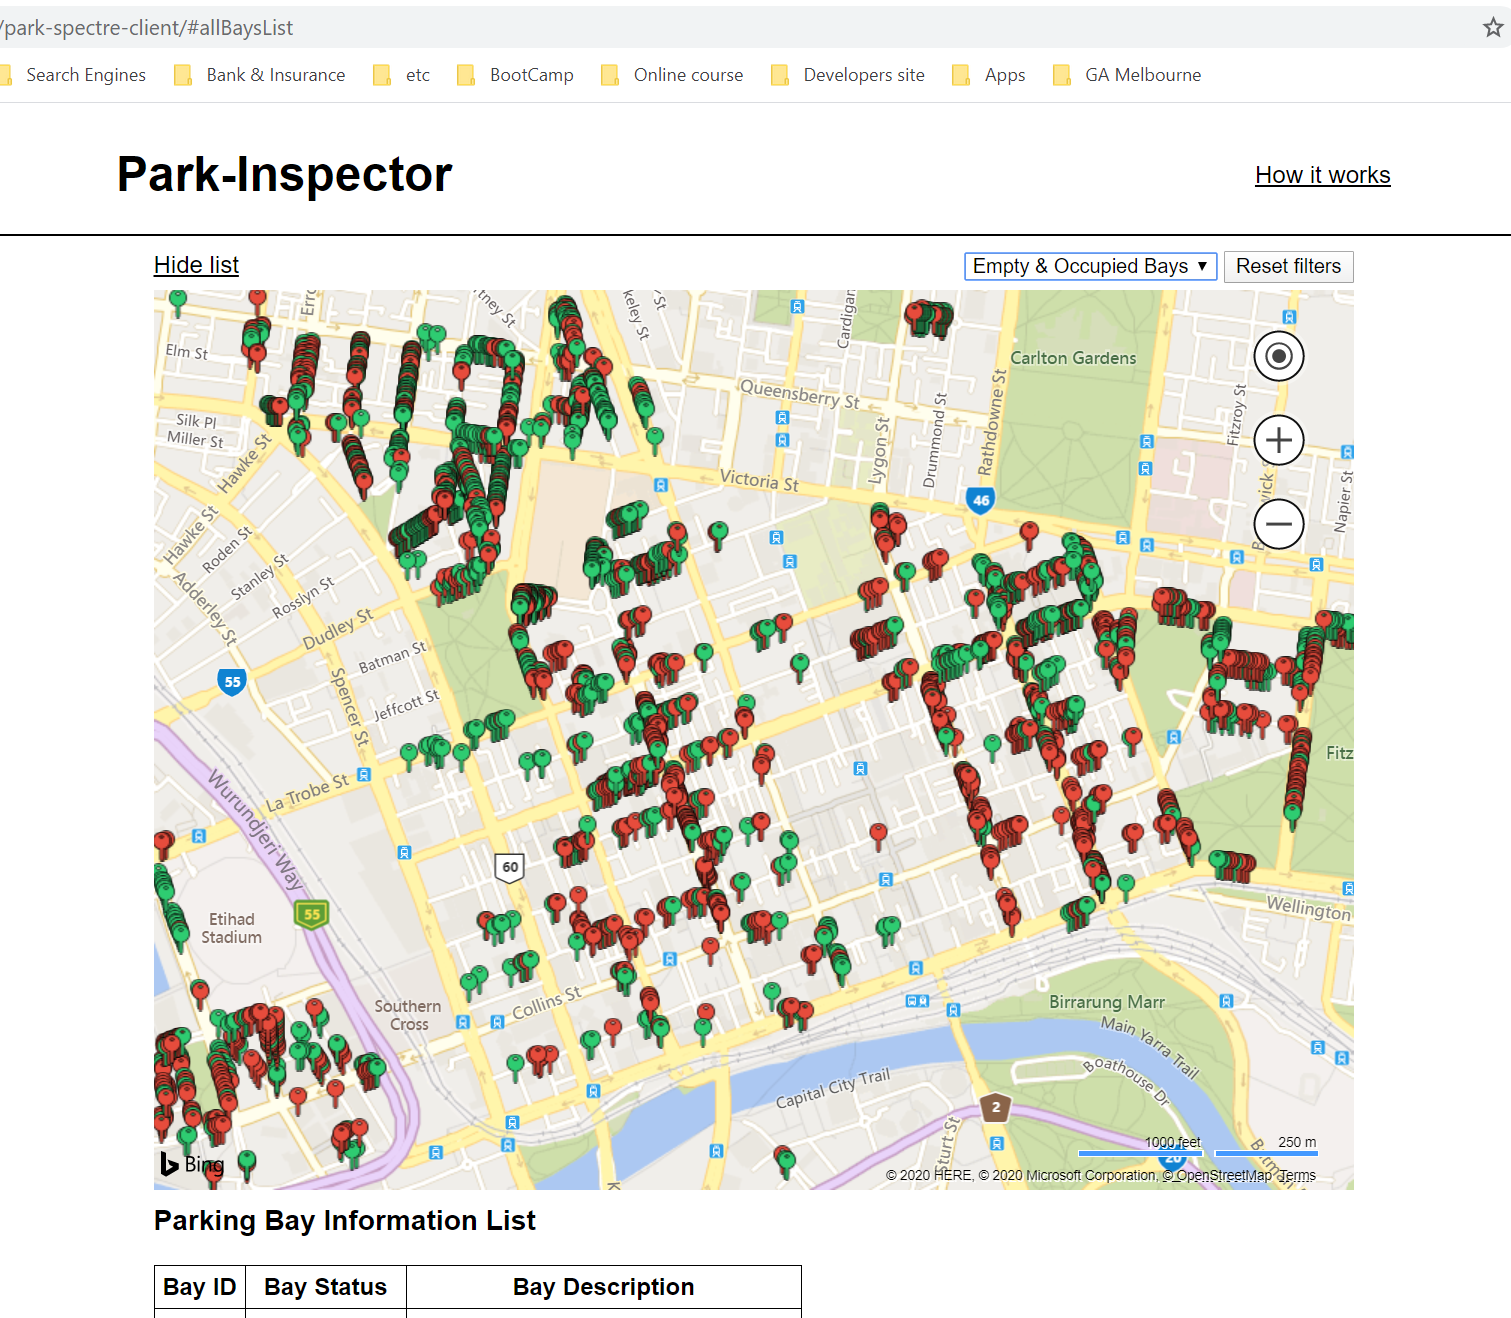 /park-spectre-client/#allBaysList
Search Engines
Bank & Insurance
etc
BootCamp
Online course
Developers site
Apps
GA Melbourne
Park-Inspector
How it works
Hide list
Empty & Occupied Bays ▼
Reset filters
Elm St
Silk Pl
Miller St
Hawke St
Hawke St
Roden St
Stanley St
Rosslyn St
Adderley St
Dudley St
Batman St
Spencer St
Jeffcott St
55
La Trobe St
Wurundjeri Way
60
55
Etihad
Stadium
Southern
Cross
Collins St
Queensberry St
Cardigan
Lygon St
Drummond St
Rathdowne St
Carlton Gardens
Fitzroy St
Napier St
Victoria St
46
Fitz
Wellington
Birrarung Marr
Main Yarra Trail
Boathouse Dr
Capital City Trail
2
Sturt St
1000 feet
250 m
Bing
© 2020 HERE, © 2020 Microsoft Corporation, © OpenStreetMap Terms
Parking Bay Information List
Bay ID
Bay Status
Bay Description